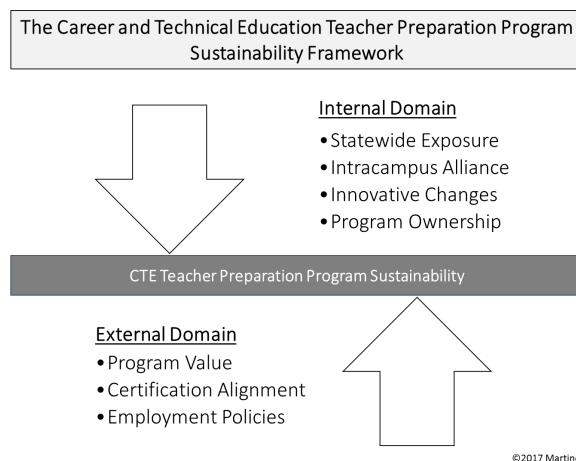 The Career and Technical Education Teacher Preparation Program
Sustainability Framework
Internal Domain
•Statewide Exposure
•Intracampus Alliance
•Innovative Changes
•Program Ownership
CTE Teacher Preparation Program Sustainability
External Domain
•Program Value
•Certification Alignment
•Employment Policies
©2017 Martin